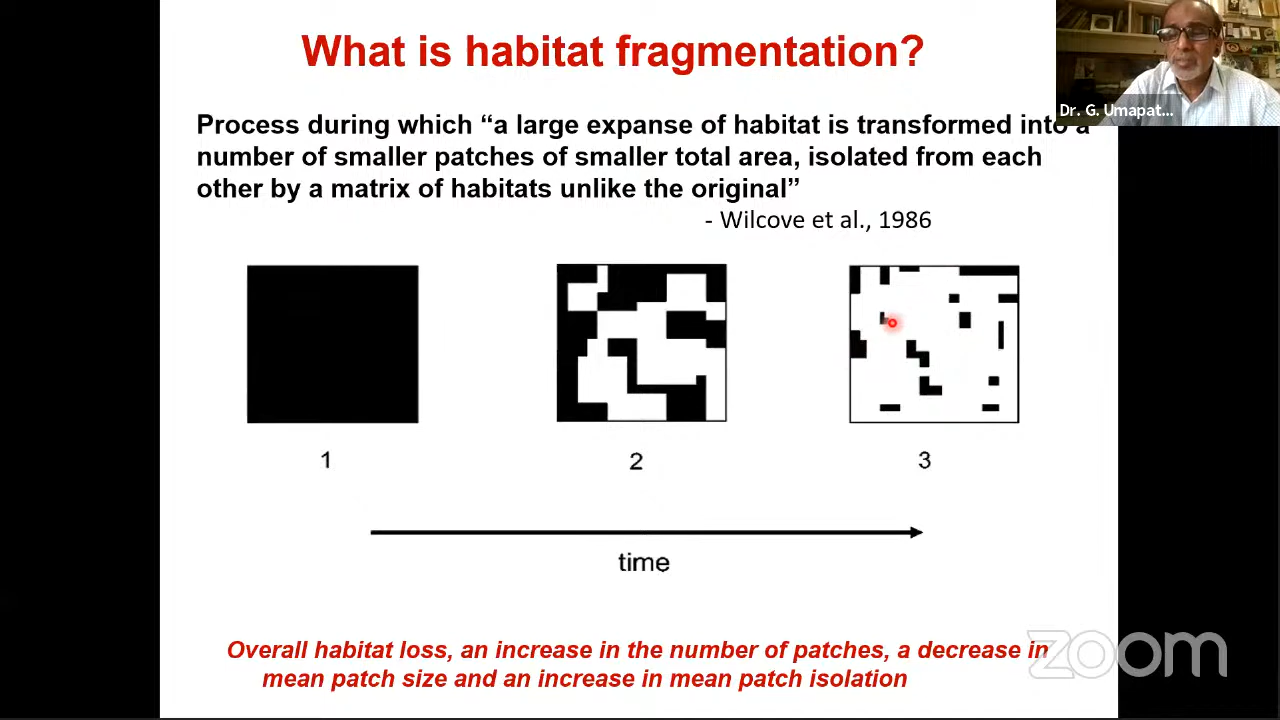 What is habitat fragmentation?
Dr. G. Umapat...
Process during which “a large expanse of habitat is transformed into a
number of smaller patches of smaller total area, isolated from each
other by a matrix of habitats unlike the original”
- Wilcove et al., 1986
1
2
3
time
Overall habitat loss, an increase in the number of patches, a decrease in
mean patch size and an increase in mean patch isolation
zoom